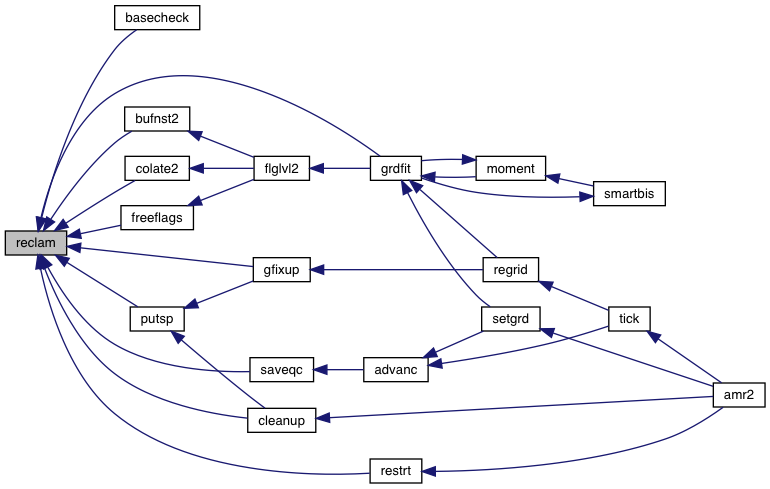 basecheck
bufnst2
colate2
flglvl2
grdfit
moment
smartbis
freeflags
reclam
gfixup
regrid
putsp
setgrd
tick
saveqc
advanc
amr2
cleanup
restrt